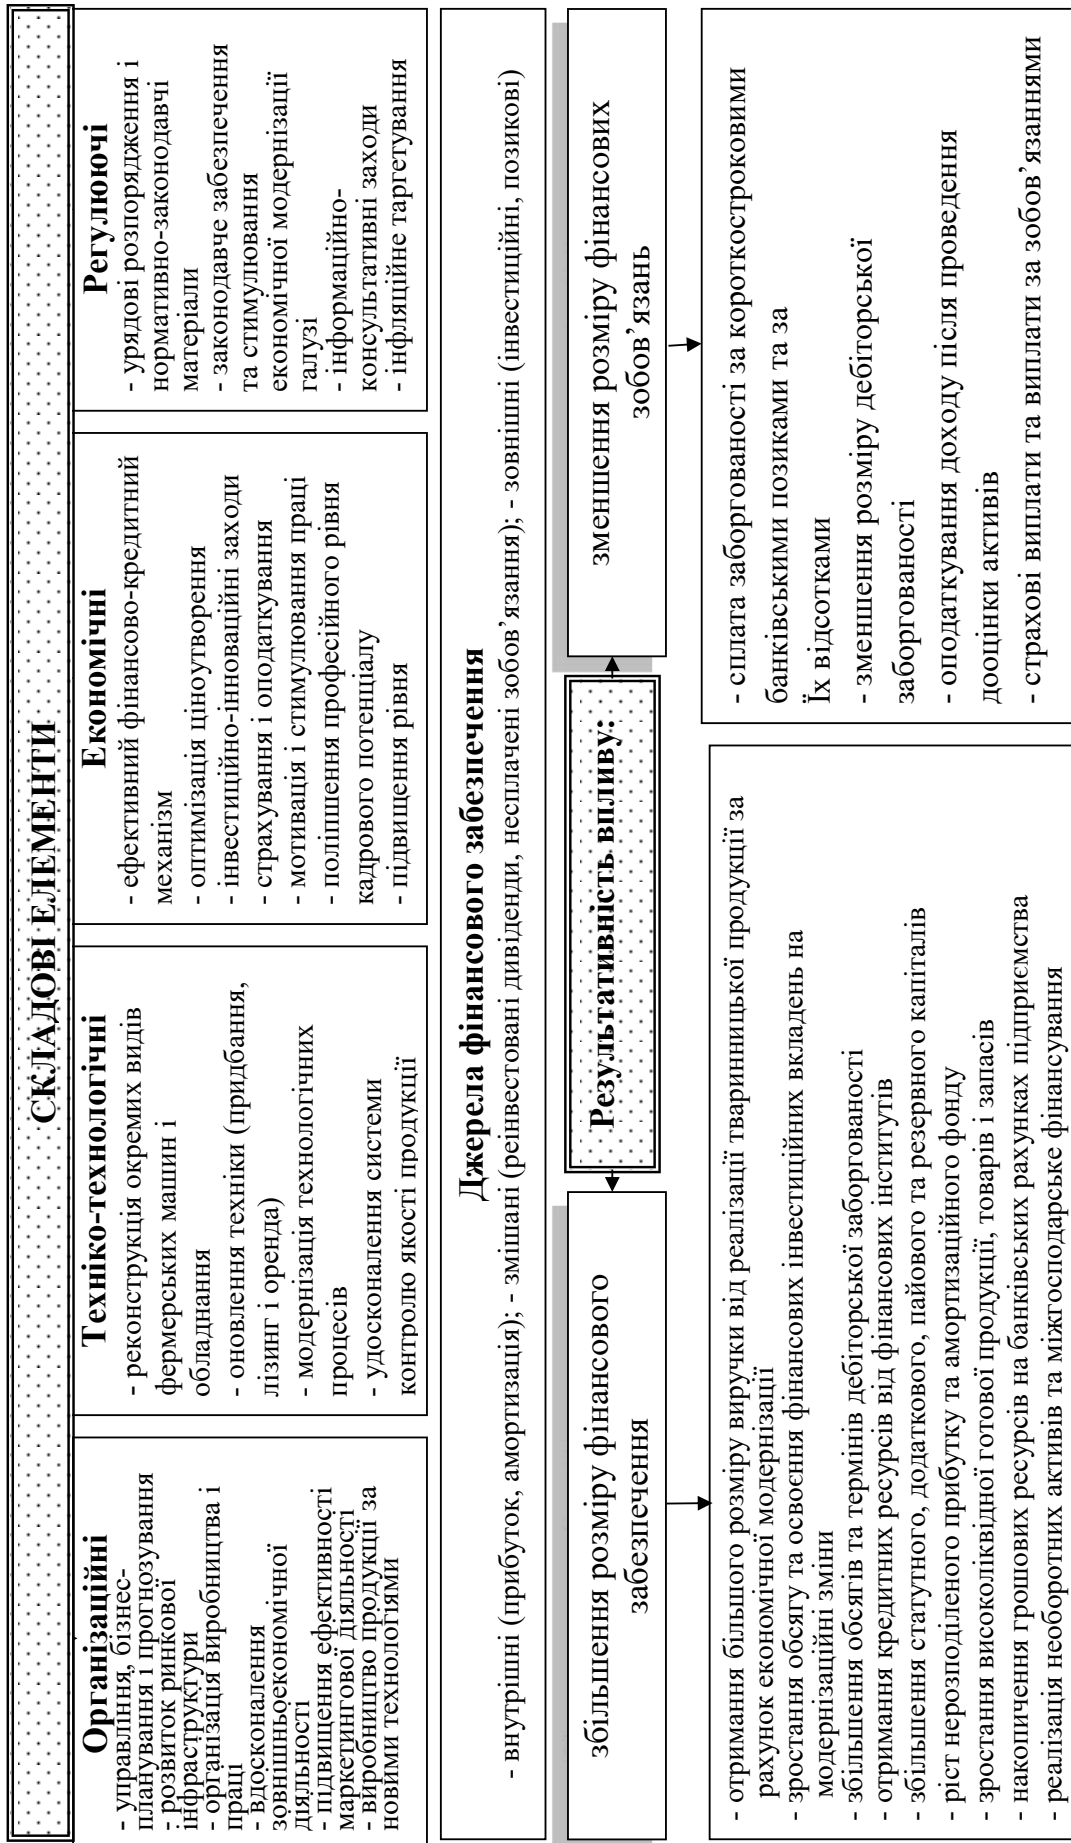 СКЛАДОВІ ЕЛЕМЕНТИ
Організаційні
- управління, бізнес-
планування і прогнозування
- розвиток ринкової
інфраструктури
- організація виробництва і
праці
- вдосконалення
зовнішньоекономічної
діяльності
- підвищення ефективності
маркетингової діяльності
- виробництво продукції за
новими технологіями
Техніко-технологічні
- реконструкція окремих видів
фермерських машин і
обладнання
- оновлення техніки (придбання,
лізинг і оренда)
- модернізація технологічних
процесів
- удосконалення системи
контролю якості продукції
Економічні
- ефективний фінансово-кредитний
механізм
- оптимізація ціноутворення
- інвестиційно-інноваційні заходи
- страхування і оподаткування
- мотивація і стимулювання праці
- поліпшення професійного рівня
кадрового потенціалу
- підвищення рівня
Регулюючі
- урядові розпорядження і
нормативно-законодавчі
матеріали
- законодавче забезпечення
та стимулювання
економічної модернізації
галузі
- інформаційно-
консультативні заходи
- інфляційне таргетування
Джерела фінансового забезпечення
- внутрішні (прибуток, амортизація); - змішані (реінвестовані дивіденди, несплачені зобов’язання); - зовнішні (інвестиційні, позикові)
збільшення розміру фінансового
забезпечення
Результативність впливу:
зменшення розміру фінансових
зобов’язань
- отримання більшого розміру виручки від реалізації тваринницької продукції за
рахунок економічної модернізації
- зростання обсягу та освоєння фінансових інвестиційних вкладень на
модернізаційні зміни
- збільшення обсягів та термінів дебіторської заборгованості
- отримання кредитних ресурсів від фінансових інститутів
- збільшення статутного, додаткового, пайового та резервного капіталів
- ріст нерозподіленого прибутку та амортизаційного фонду
- зростання високоліквідної готової продукції, товарів і запасів
- накопичення грошових ресурсів на банківських рахунках підприємства
- реалізація необоротних активів та міжгосподарське фінансування
- сплата заборгованості за короткостроковими
банківськими позиками та за
Їх відсотками
- зменшення розміру дебіторської
заборгованості
- оподаткування доходу після проведення
дооцінки активів
- страхові виплати та виплати за зобов’язаннями